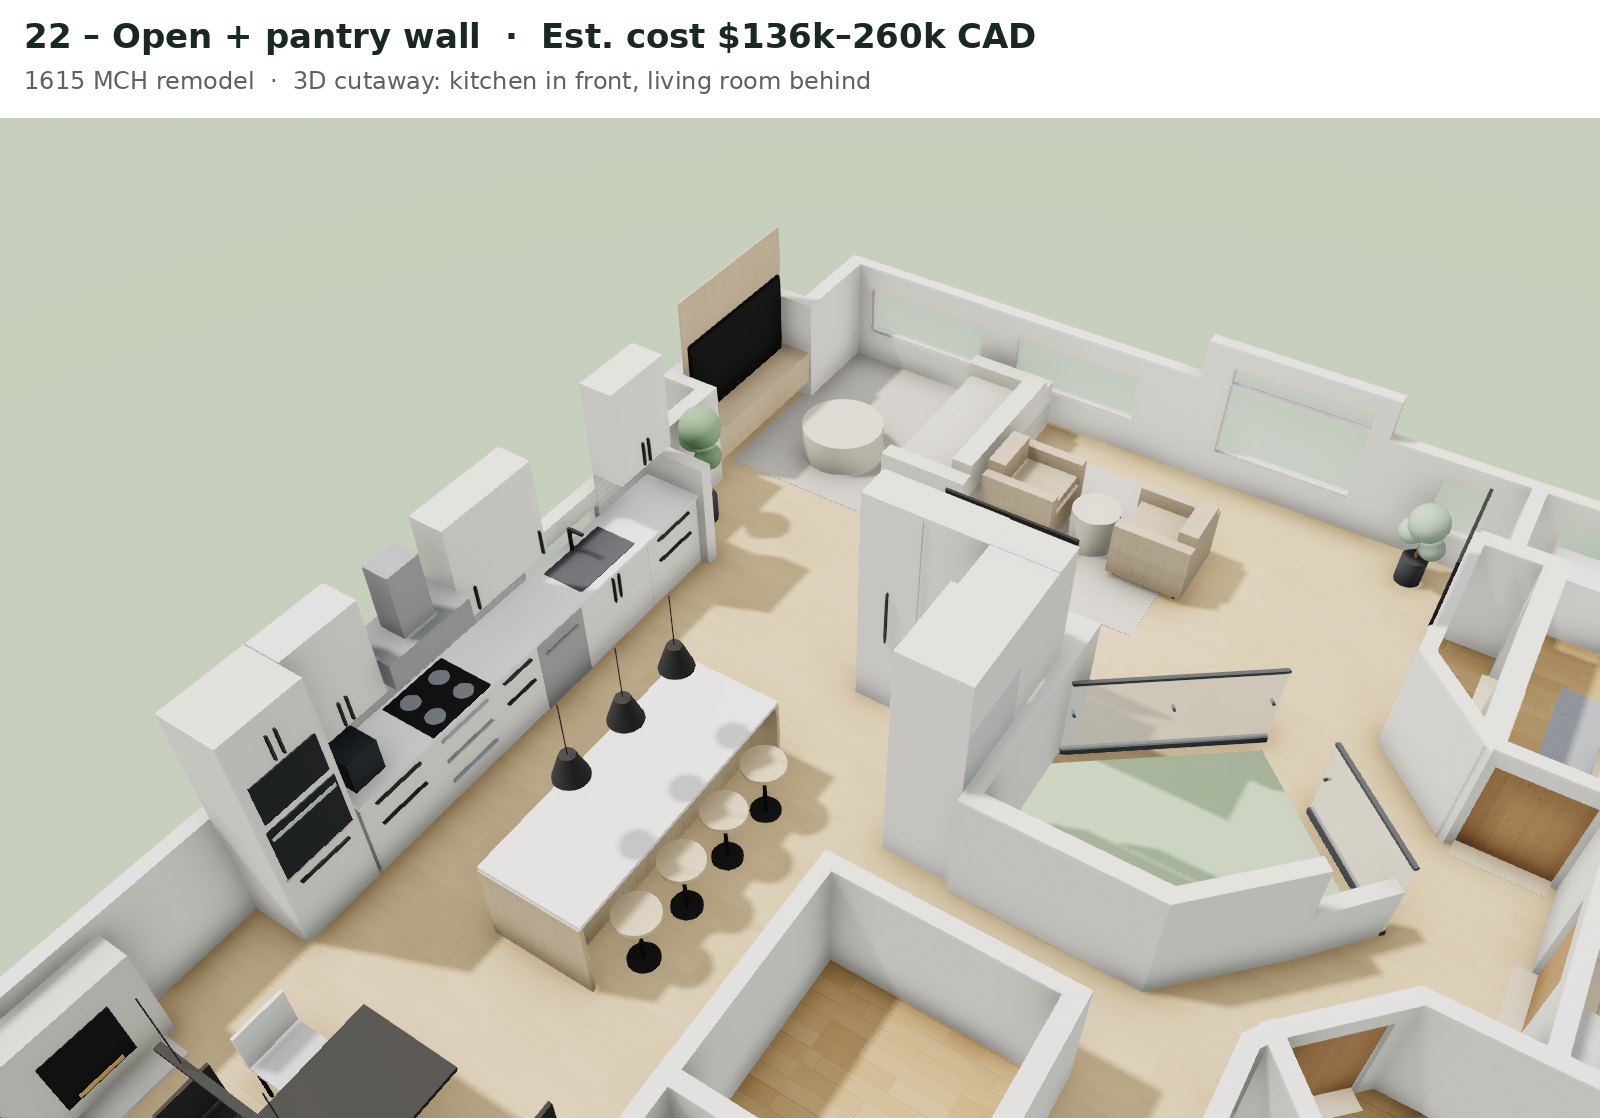 22 – Open + pantry wall · Est. cost $136k–260k CAD
1615 MCH remodel · 3D cutaway: kitchen in front, living room behind